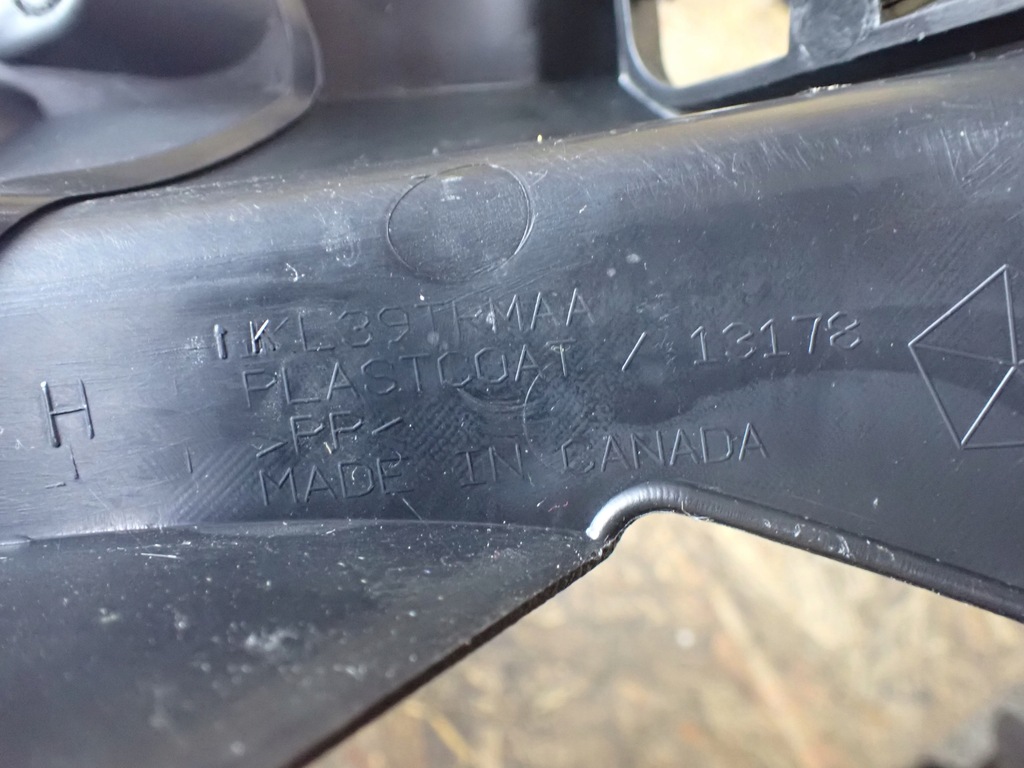 1KL39TRMAA
PLASTCOAT / 13178
>PP<
MADE IN CANADA
H